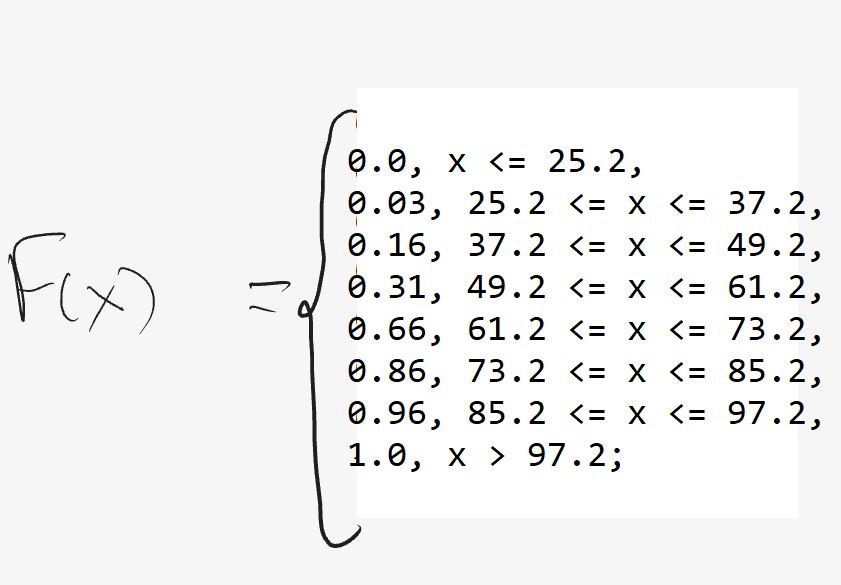 F(x) =
0.0, x <= 25.2,
0.03, 25.2 <= x <= 37.2,
0.16, 37.2 <= x <= 49.2,
0.31, 49.2 <= x <= 61.2,
0.66, 61.2 <= x <= 73.2,
0.86, 73.2 <= x <= 85.2,
0.96, 85.2 <= x <= 97.2,
1.0, x > 97.2;